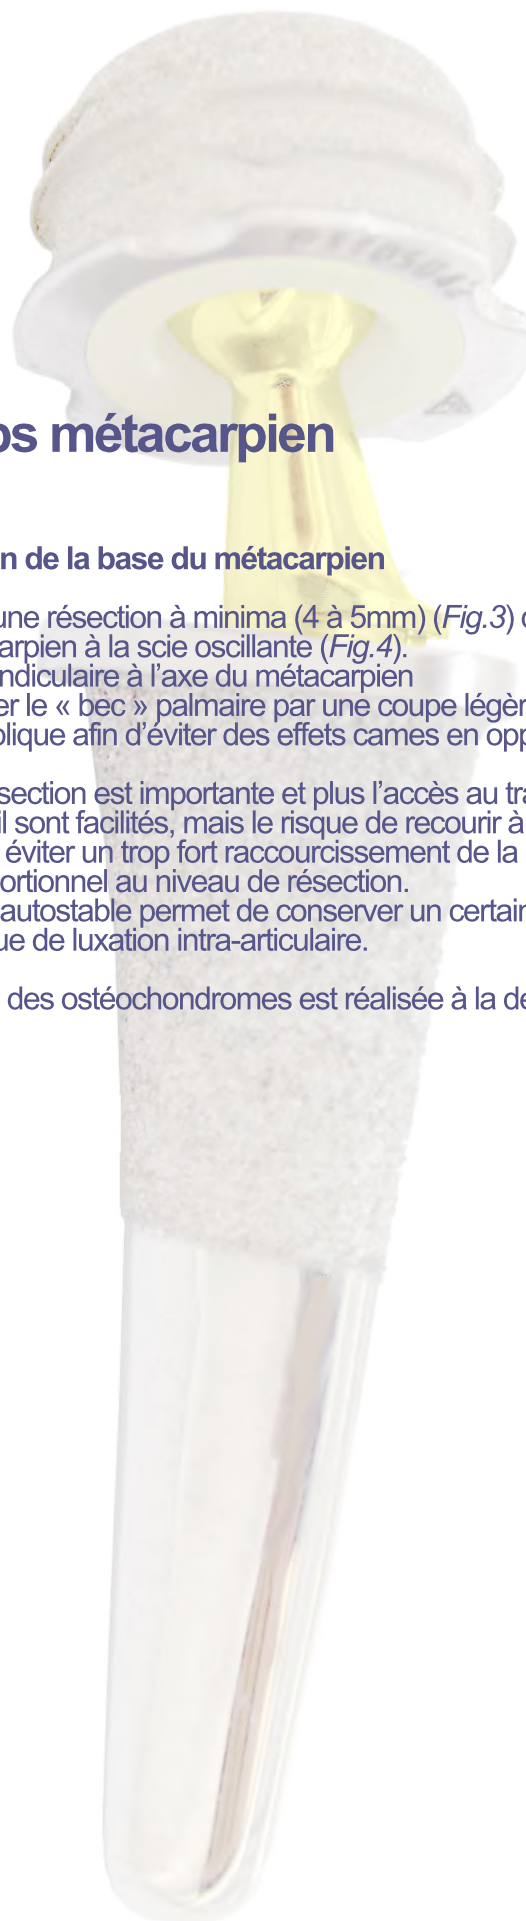 ps métacarpien
n de la base du métacarpien
une résection à minima (4 à 5mm) (Fig.3)
arpien à la scie oscillante (Fig.4).
ndiculaire à l’axe du métacarpien
er le « bec » palmaire par une coupe légèr
blique afin d’éviter des effets cames en opp
section est importante et plus l’accès au tra
il sont facilités, mais le risque de recourir à
éviter un trop fort raccourcissement de la
ortionnel au niveau de résection.
autostable permet de conserver un certain
ue de luxation intra-articulaire.
des ostéochondromes est réalisée à la de